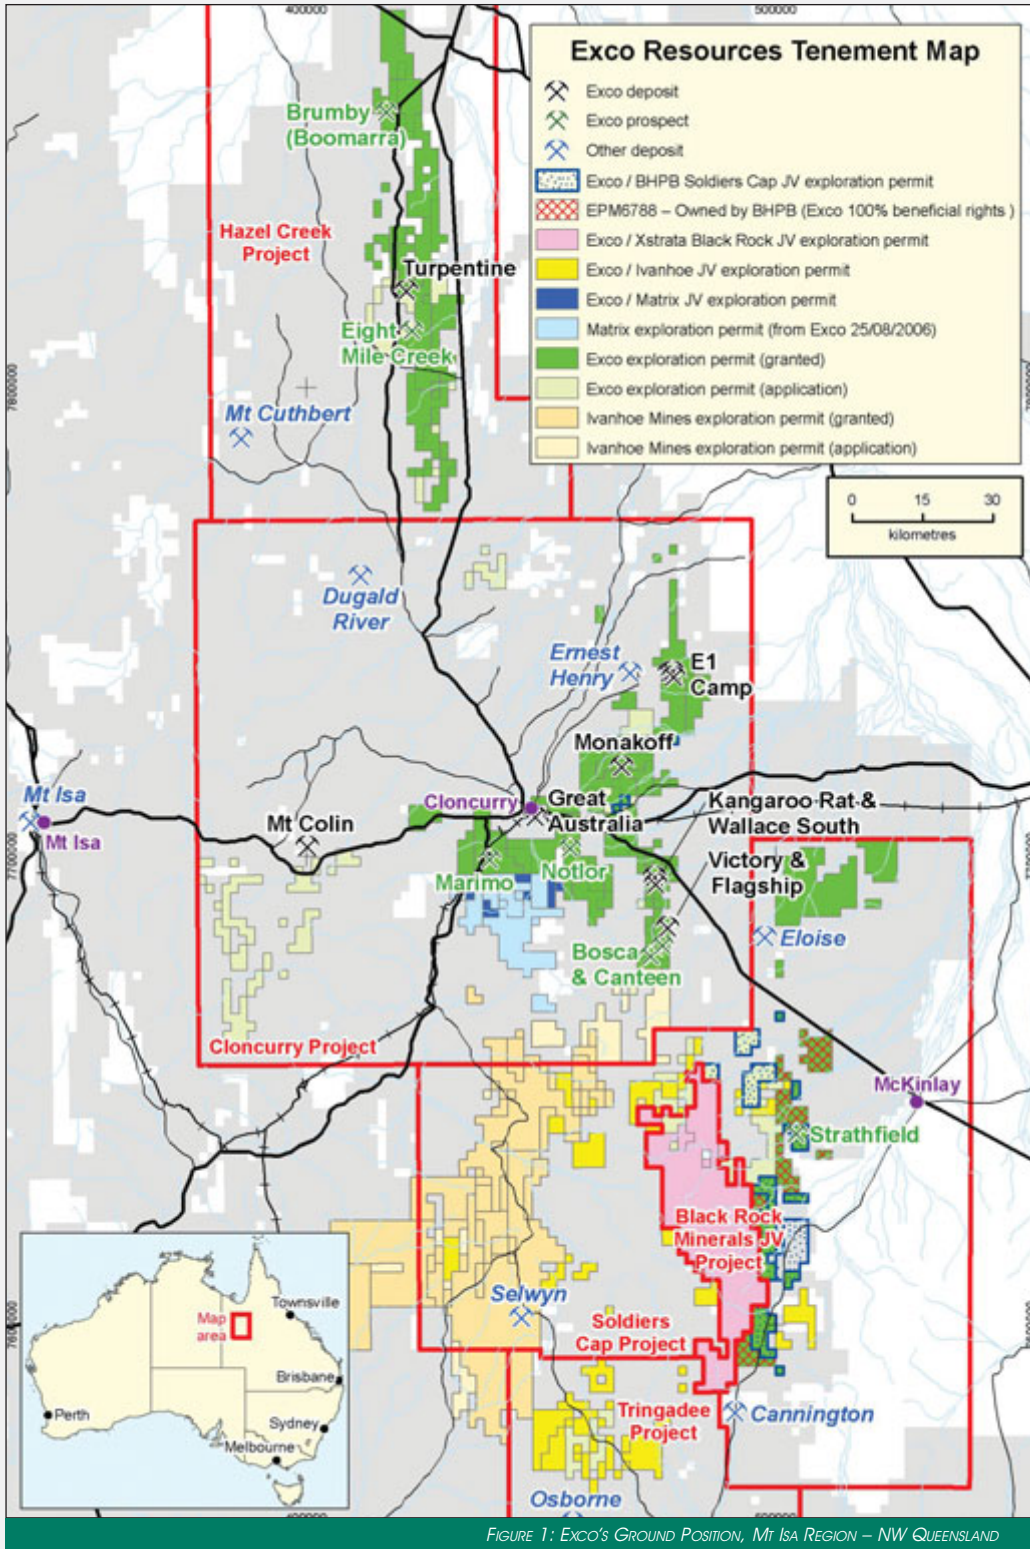 400000
500000
Exco Resources Tenement Map
Exco deposit
Exco prospect
Other deposit
Exco / BHPB Soldiers Cap JV exploration permit
EPM6788 – Owned by BHPB (Exco 100% beneficial rights )
Exco / Xstrata Black Rock JV exploration permit
Exco / Ivanhoe JV exploration permit
Exco / Matrix JV exploration permit
Matrix exploration permit (from Exco 25/08/2006)
Exco exploration permit (granted)
Exco exploration permit (application)
Ivanhoe Mines exploration permit (granted)
Ivanhoe Mines exploration permit (application)
0 15 30
kilometres
Brumby
(Boomarra)
Hazel Creek
Project
Turpentine
Eight
Mile Creek
7800000
Mt Cuthbert
Dugald
River
Ernest
Henry
E1
Camp
Monakoff
Mt Isa
Mt Isa
Cloncurry
Great
Australia
Kangaroo Rat &
Wallace South
Mt Colin
7700000
Marimo
Notlor
Victory &
Flagship
Eloise
Bosca
& Canteen
Cloncurry Project
McKinlay
Strathfield
Black Rock
Minerals JV
Project
Selwyn
Soldiers
Cap Project
7600000
Tringadee
Project
Cannington
Osborne
Map
area
Townsville
Brisbane
Perth
Sydney
Melbourne
FIGURE 1: EXCO'S GROUND POSITION, MT ISA REGION – NW QUEENSLAND